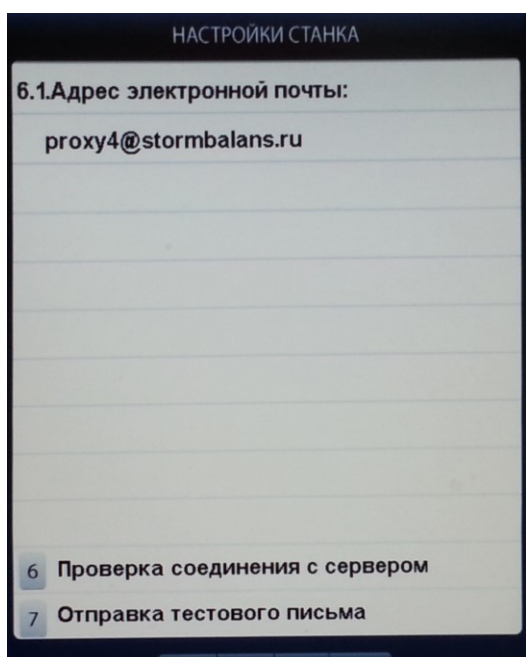 НАСТРОЙКИ СТАНКА
6.1.Адрес электронной почты:
proxy4@stormbalans.ru
6 Проверка соединения с сервером
7 Отправка тестового письма